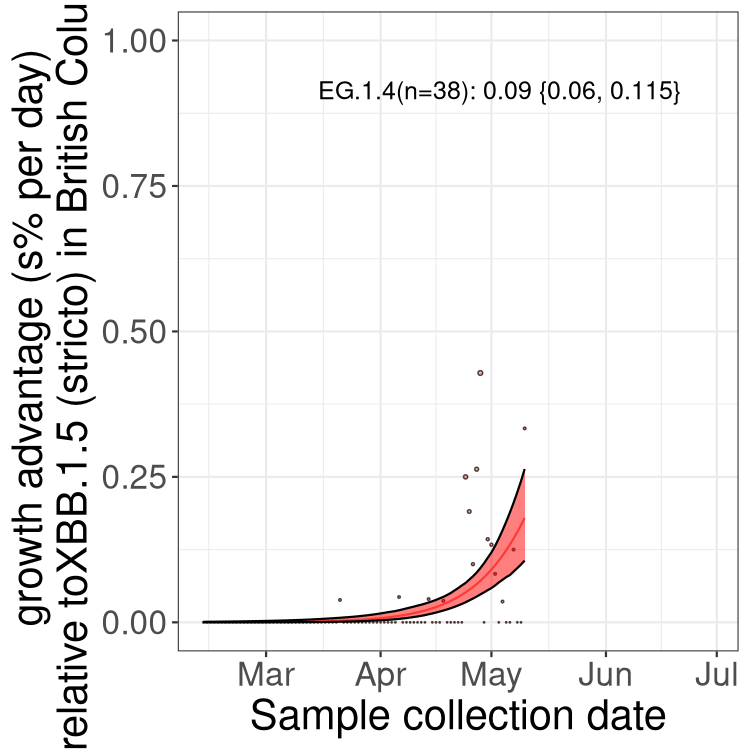 growth advantage (s% per day)
relative toXBB.1.5 (stricto) in British Colu
1.00
0.75
0.50
0.25
0.00
EG.1.4(n=38): 0.09 {0.06, 0.115}
Mar Apr May Jun Jul
Sample collection date